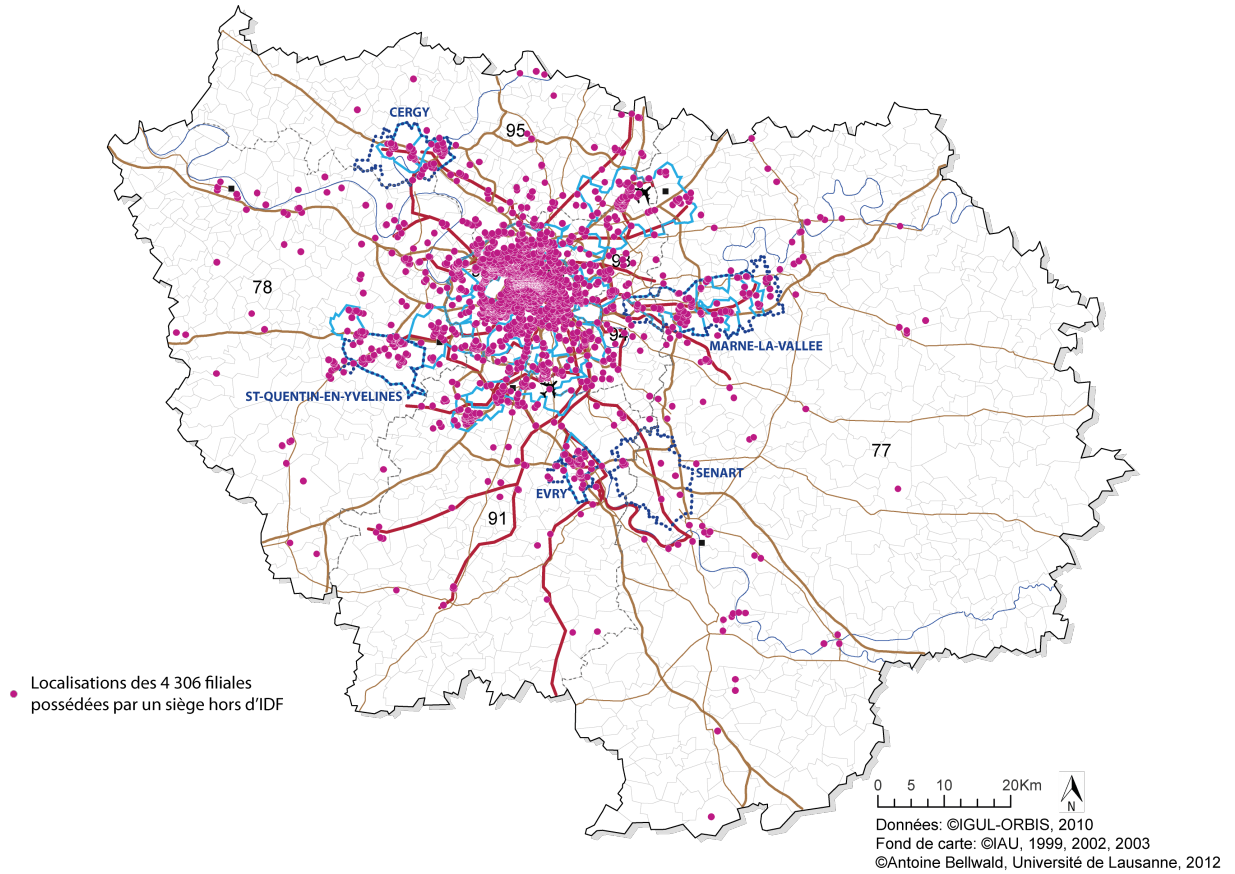 CERGY
95
93
78
94
MARNE-LA-VALLEE
ST-QUENTIN-EN-YVELINES
77
SENART
EVRY
91
Localisations des 4 306 filiales
possédées par un siège hors d'IDF
0 5 10 20Km
N
Données: ©IGUL-ORBIS, 2010
Fond de carte: ©IAU, 1999, 2002, 2003
©Antoine Bellwald, Université de Lausanne, 2012